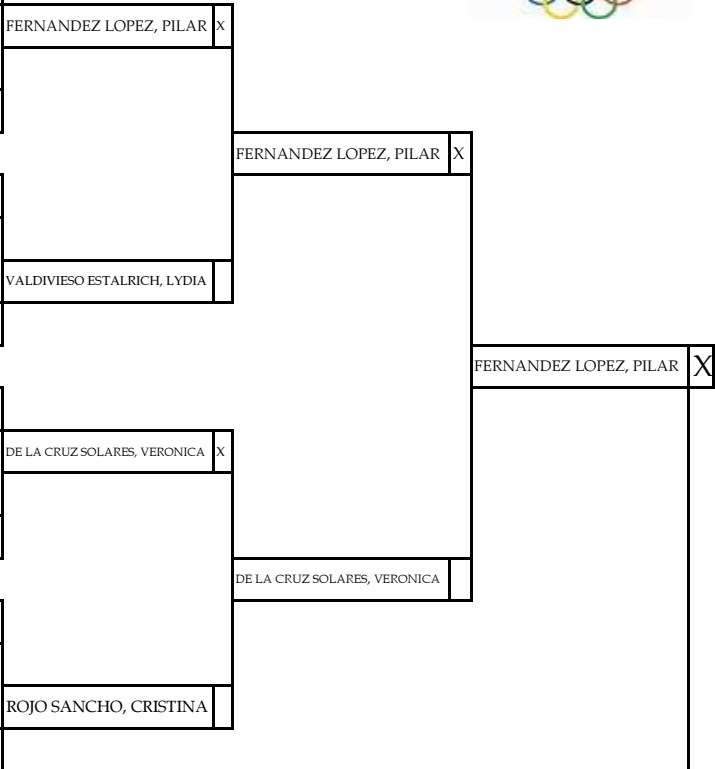 FERNANDEZ LOPEZ, PILAR X
FERNANDEZ LOPEZ, PILAR X
VALDIVIESO ESTALRICH, LYDIA
FERNANDEZ LOPEZ, PILAR X
DE LA CRUZ SOLARES, VERONICA X
DE LA CRUZ SOLARES, VERONICA
ROJO SANCHO, CRISTINA